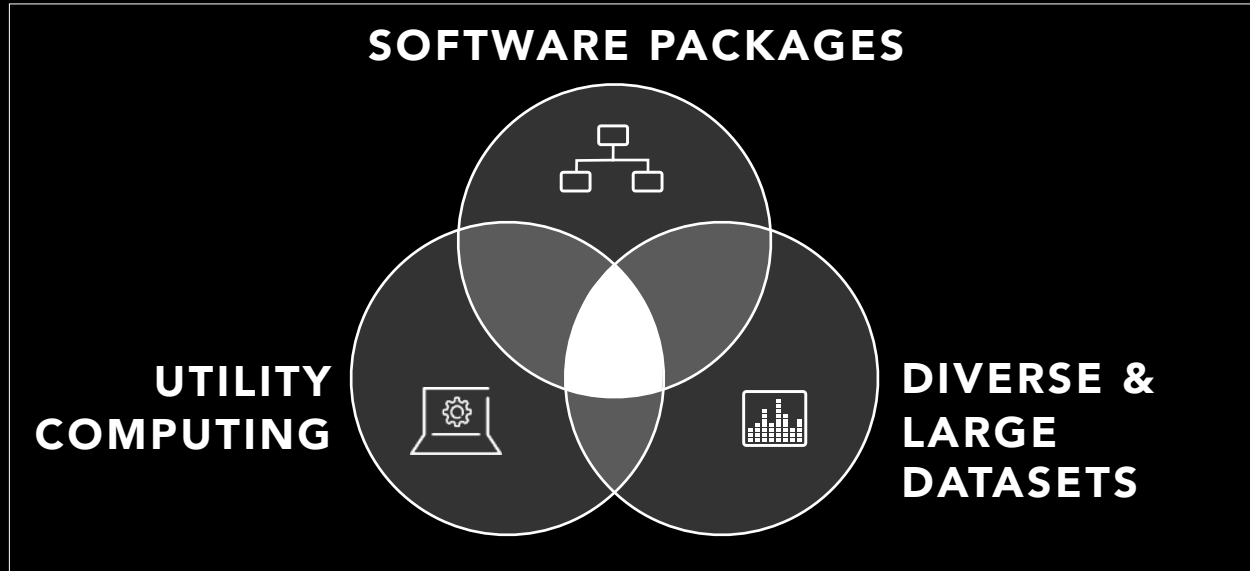 SOFTWARE PACKAGES
UTILITY
COMPUTING
DIVERSE &
LARGE
DATASETS